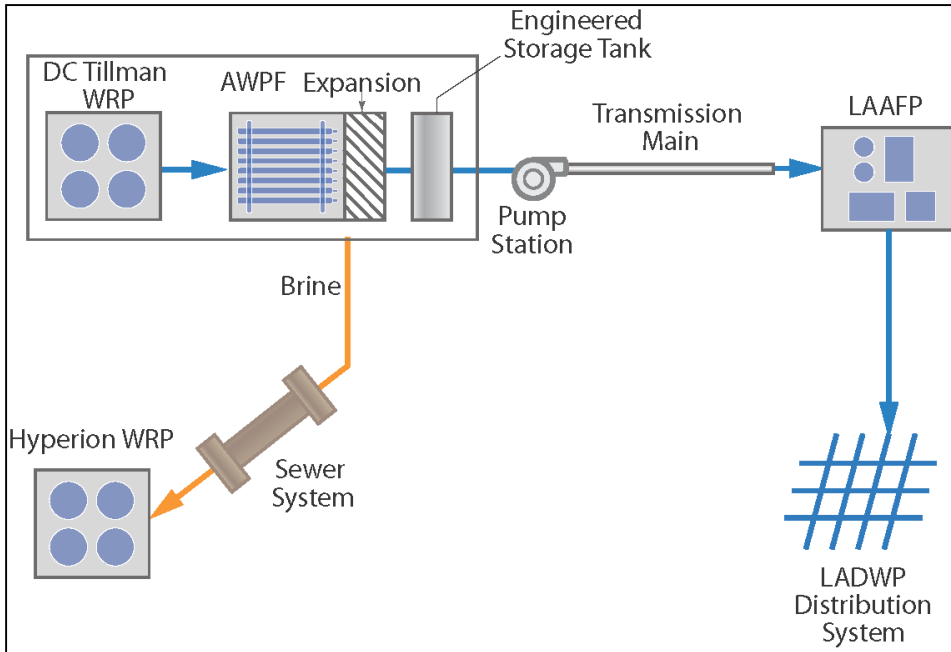 Engineered
Storage Tank
DC Tillman
WRP
AWPF
Expansion
Transmission
Main
LAAFP
Pump
Station
Brine
Hyperion WRP
Sewer
System
LADWP
Distribution
System